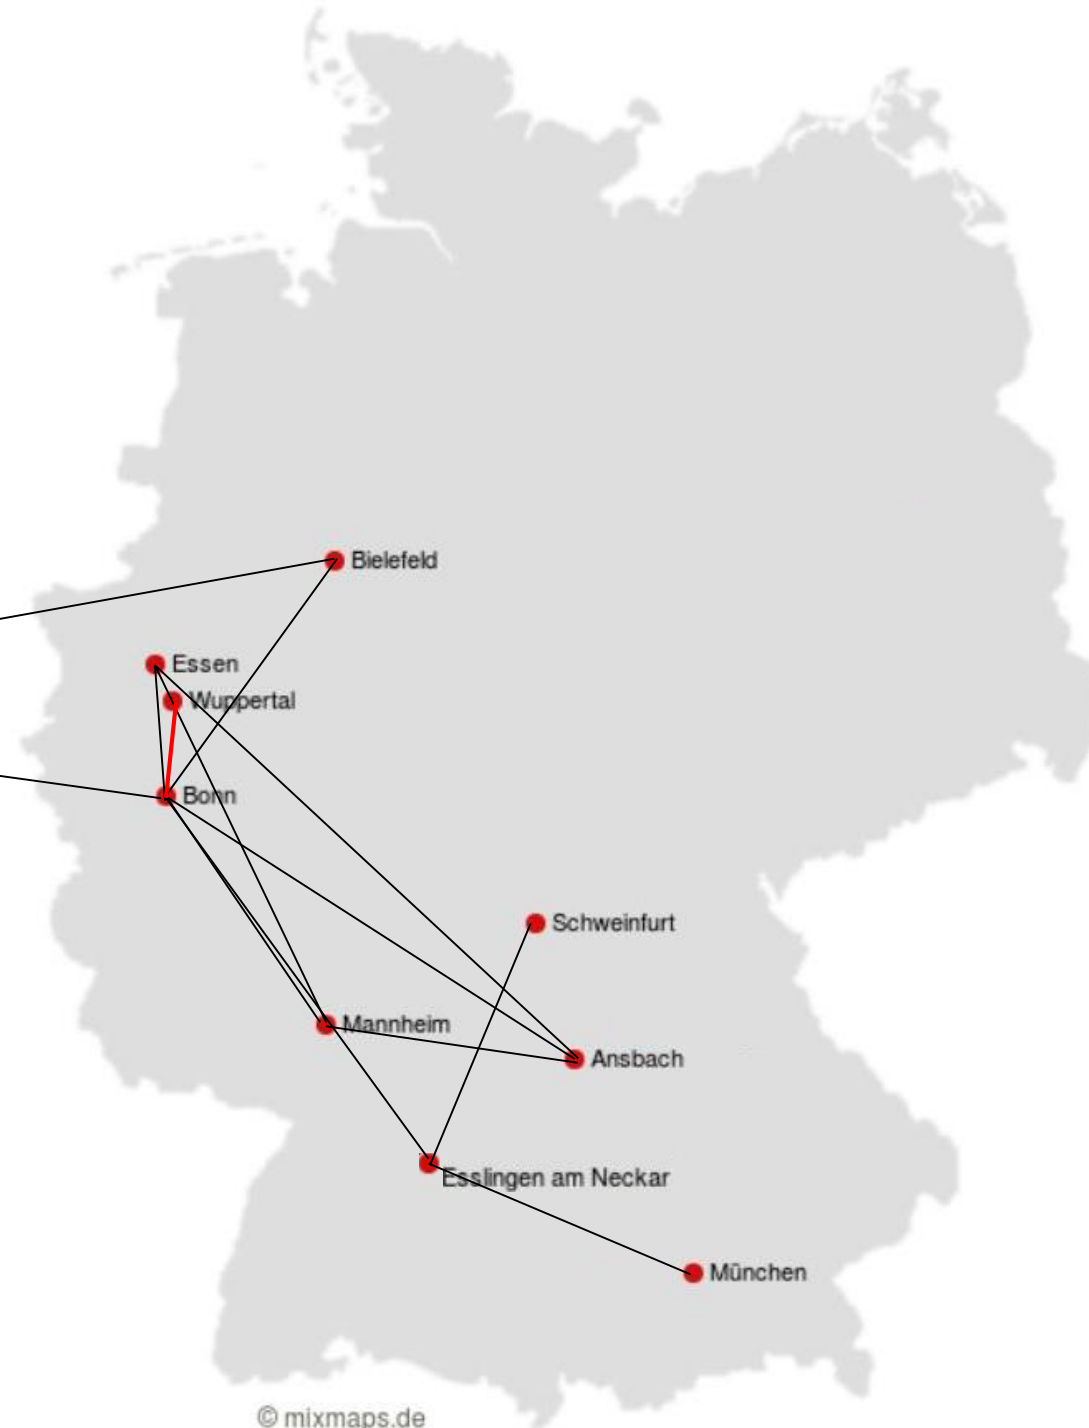 Bielefeld
Essen
Wuppertal
Bonn
Schweinfurt
Mannheim
Ansbach
Esslingen am Neckar
München
© mixmaps.de